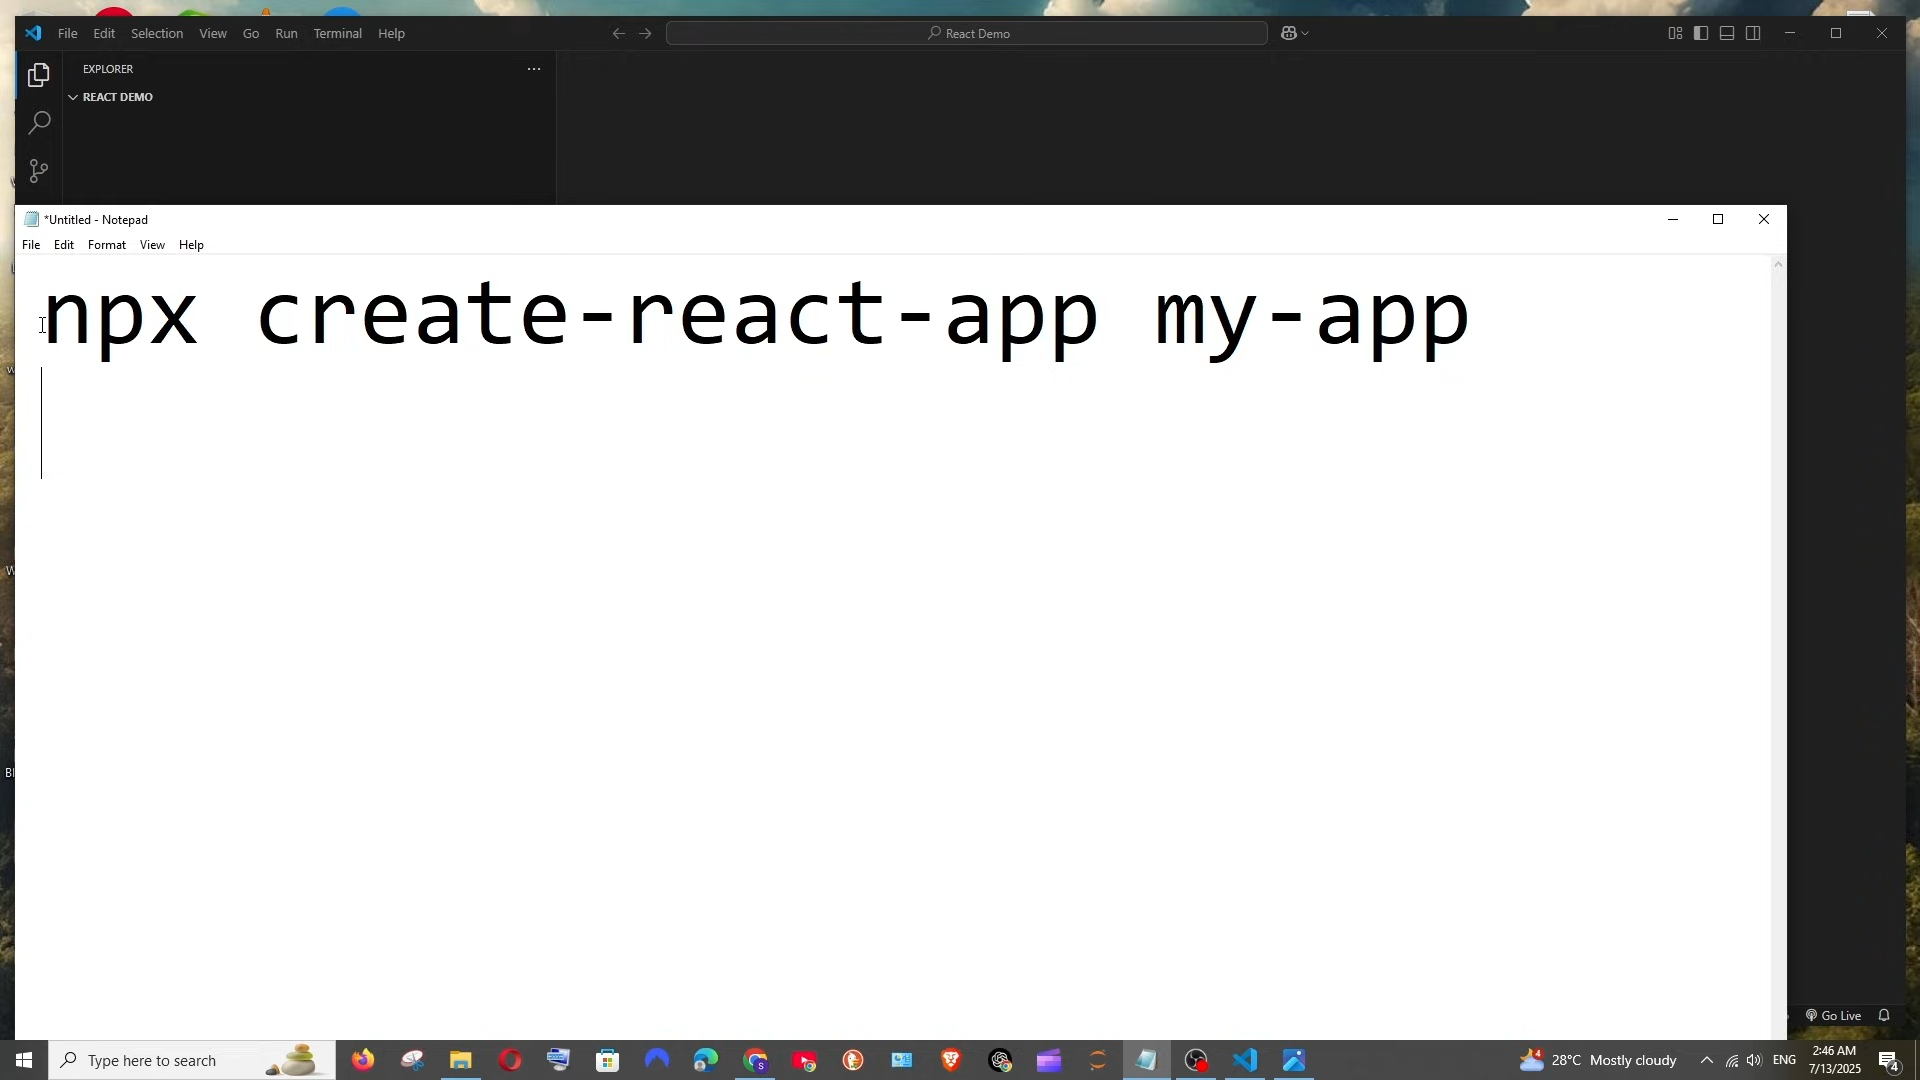 File Edit Selection View Go Run Terminal Help
React Demo
EXPLORER
REACT DEMO
*Untitled - Notepad
File Edit Format View Help
npx create-react-app my-app
Go Live
Type here to search
28°C Mostly cloudy
ENG
2:46 AM
7/13/2025
4